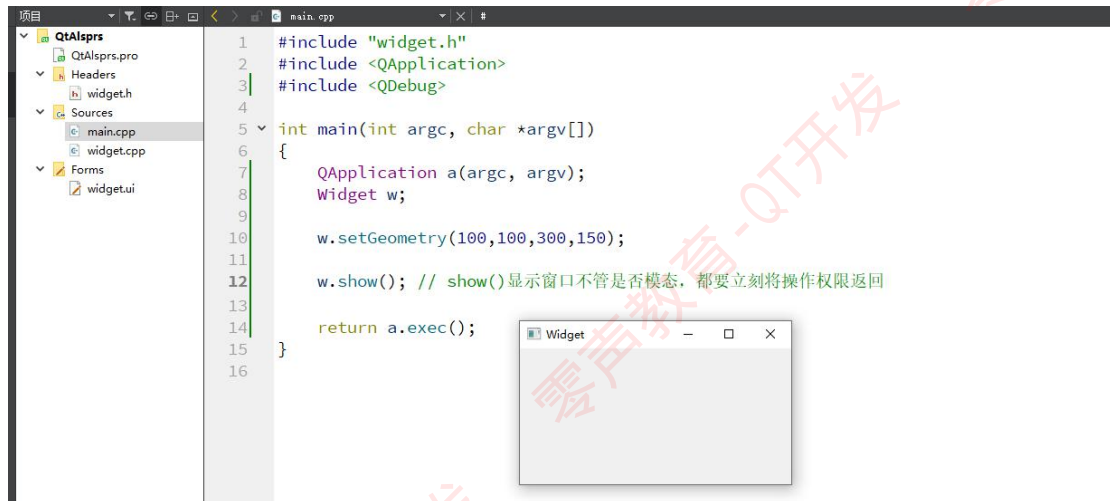 项目
main.cpp
#
QtAlsprs
QtAlsprs.pro
Headers
widget.h
Sources
main.cpp
widget.cpp
Forms
widget.ui
1 #include "widget.h"
2 #include <QApplication>
3 #include <QDebug>
4
5 int main(int argc, char *argv[])
6 {
7 QApplication a(argc, argv);
8 Widget w;
9
10 w.setGeometry(100,100,300,150);
11
12 w.show(); // show()显示窗口不管是否模态，都要立刻将操作权限返回
13
14 return a.exec();
15 }
16
Widget
零声教育-QT开发
发